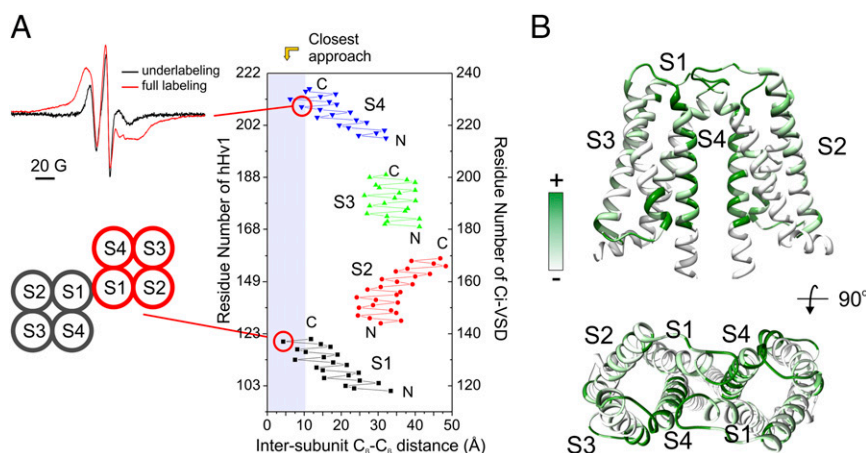 A
underlabeling
full labeling
20 G
S4 S3
S2 S1 S1 S2
S3 S4
Closest
approach
Residue Number of hHv1
222
202
188
168
149
123
103
Residue Number of Ci-VSD
240
220
200
180
160
140
120
C
S4
N
C
S3
N
C
S2
N
C
S1
N
0 10 20 30 40 50
Inter-subunit Cβ-Cβ distance (Å)
B
S1
S3
S4
S2
+
-
90°
S2 S1 S4
S3 S4 S1